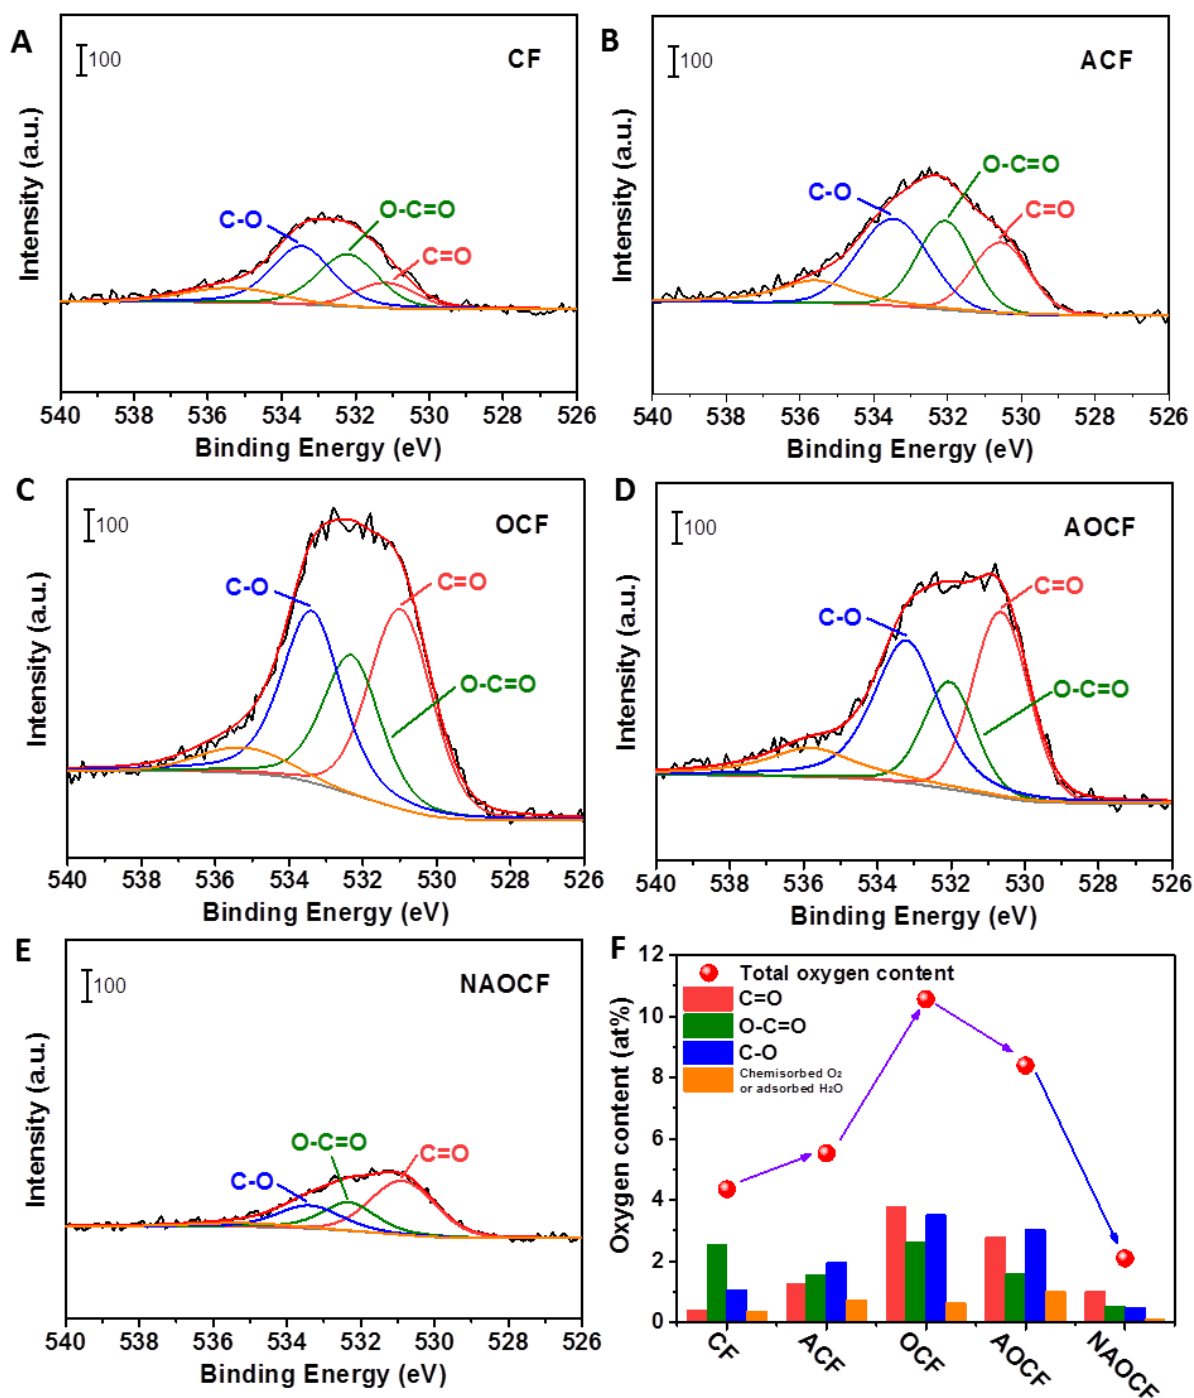 A
100
CF
C-O
O-C=O
C=O
Intensity (a.u.)
540 538 536 534 532 530 528 526
Binding Energy (eV)
B
100
ACF
O-C=O
C-O
C=O
Intensity (a.u.)
540 538 536 534 532 530 528 526
Binding Energy (eV)
C
100
OCF
C-O
C=O
O-C=O
Intensity (a.u.)
540 538 536 534 532 530 528 526
Binding Energy (eV)
D
100
AOCF
C=O
C-O
O-C=O
Intensity (a.u.)
540 538 536 534 532 530 528 526
Binding Energy (eV)
E
100
NAOCF
O-C=O
C=O
C-O
Intensity (a.u.)
540 538 536 534 532 530 528 526
Binding Energy (eV)
F
Total oxygen content
C=O
O-C=O
C-O
Chemisorbed O₂
or adsorbed H₂O
Oxygen content (at%)
12
10
8
6
4
2
0
CF ACF OCF AOCF NAOCF